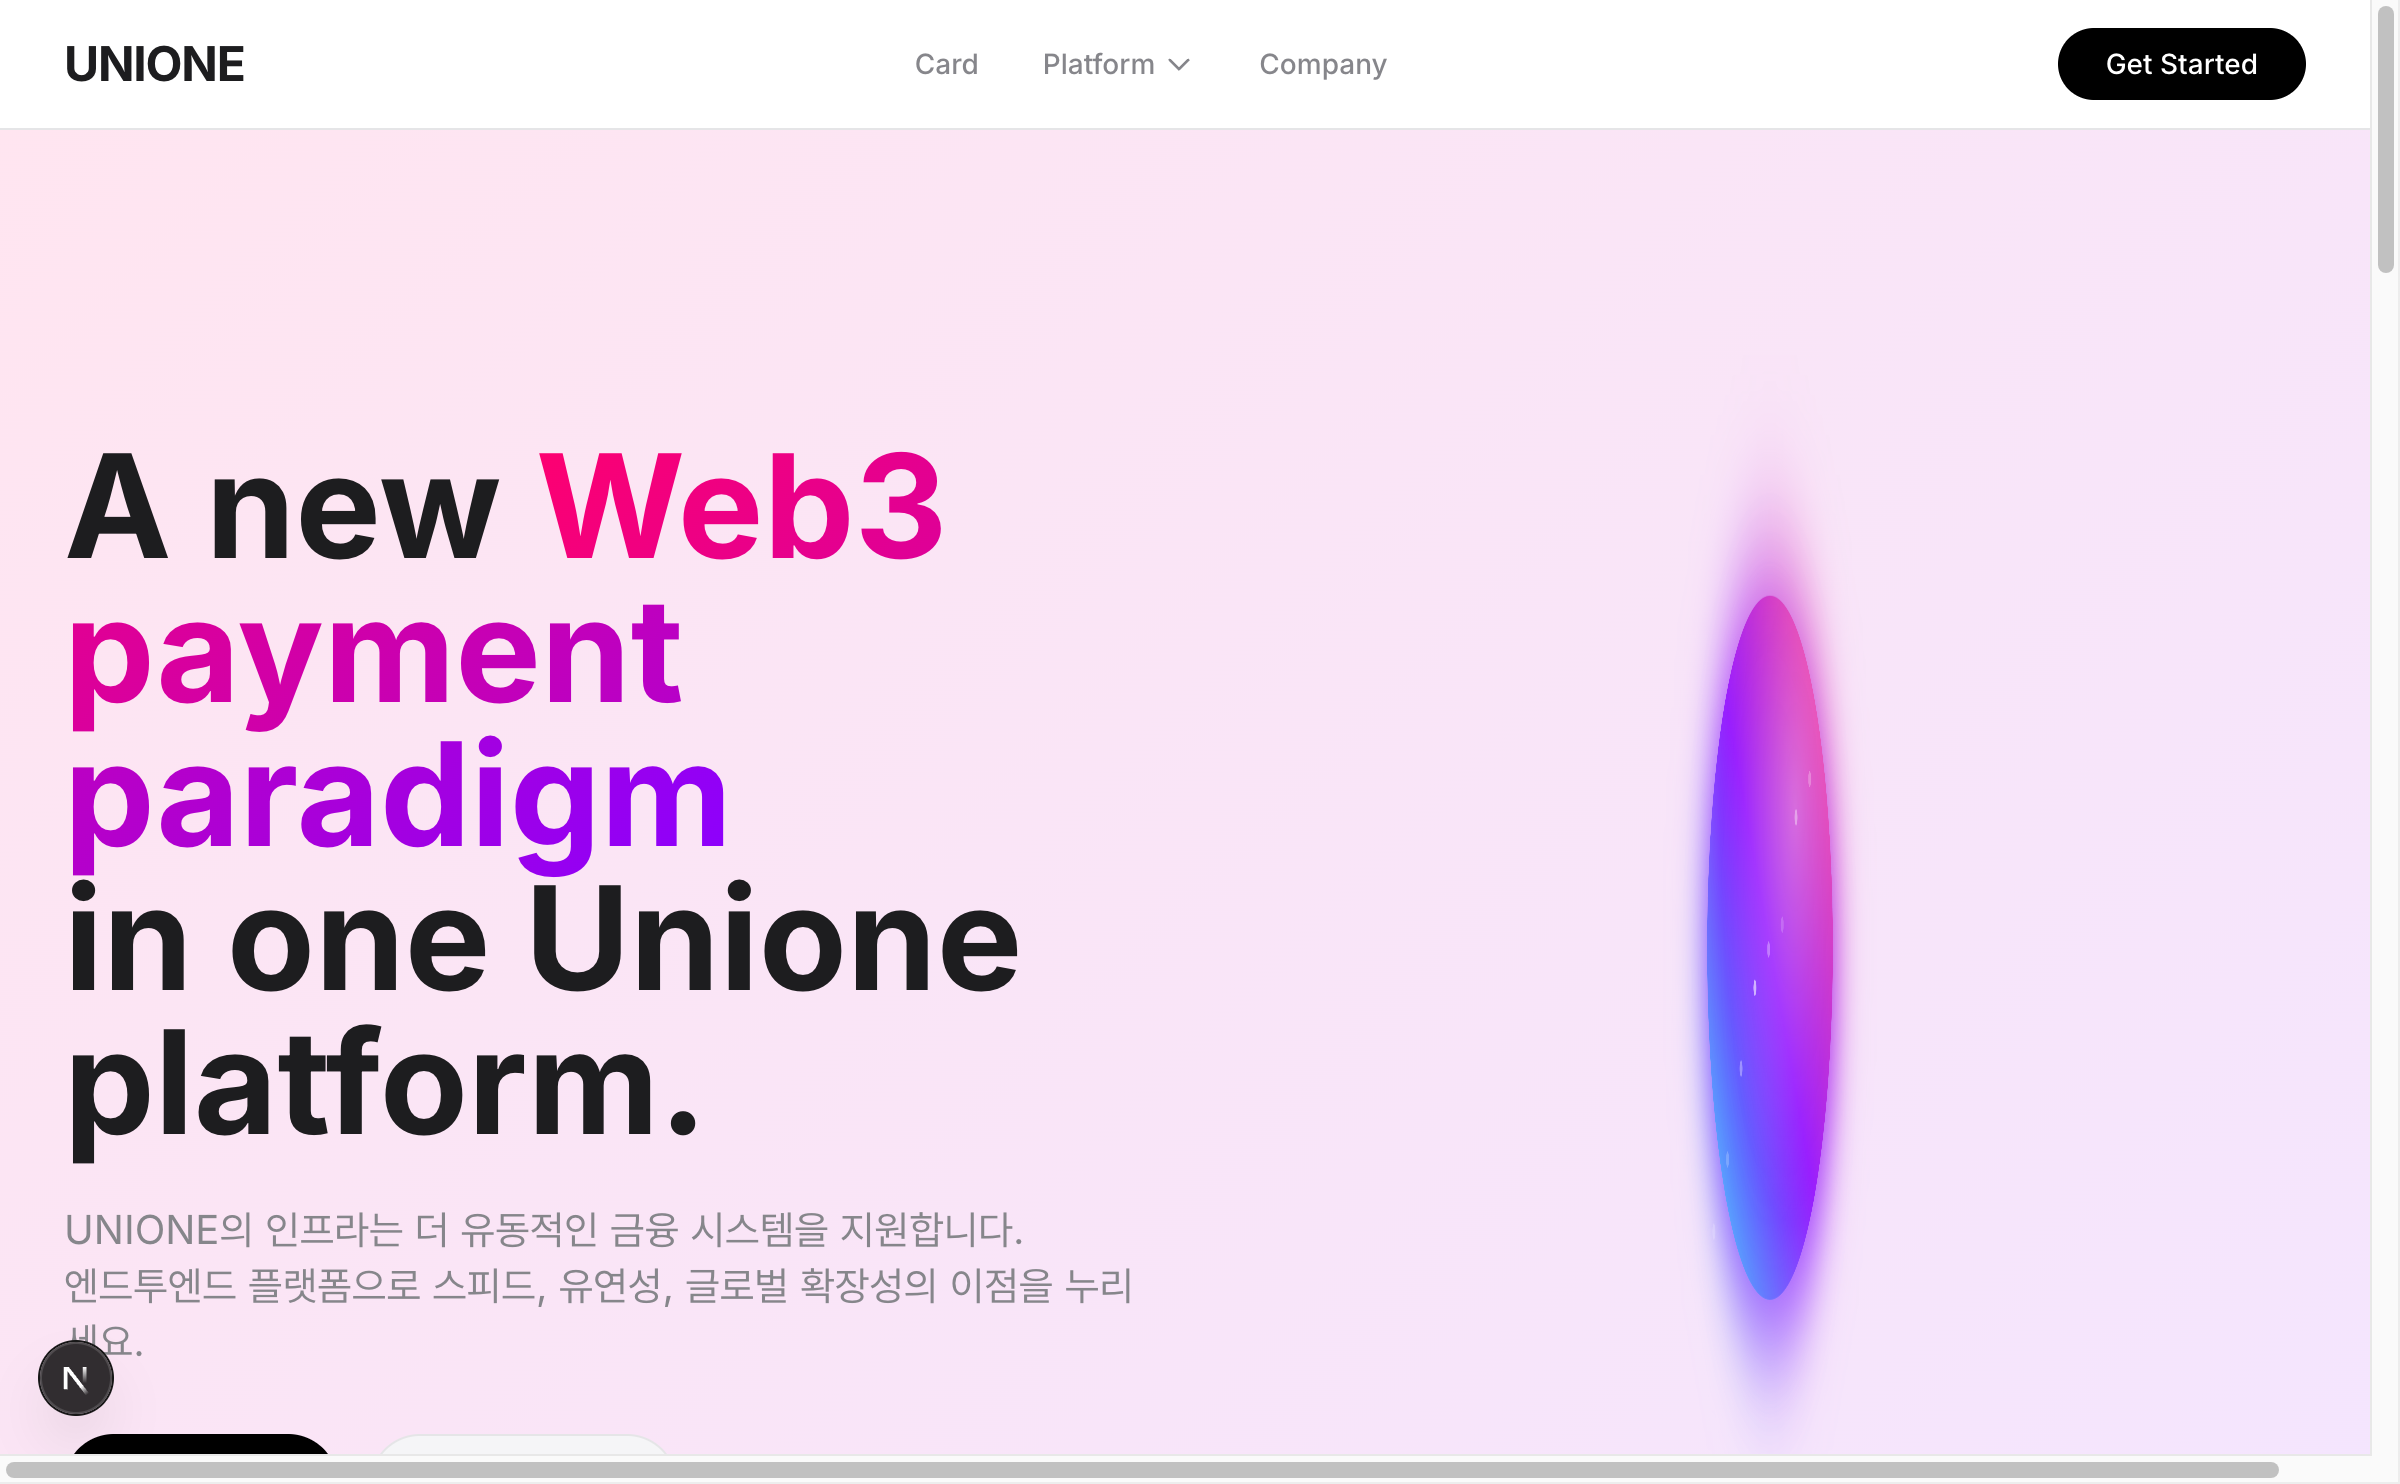 UNIONE
Card
Platform
Company
Get Started
A new Web3
payment
paradigm
in one Unione
platform.
UNIONE의 인프라는 더 유동적인 금융 시스템을 지원합니다.
엔드투엔드 플랫폼으로 스피드, 유연성, 글로벌 확장성의 이점을 누리
세요.
N